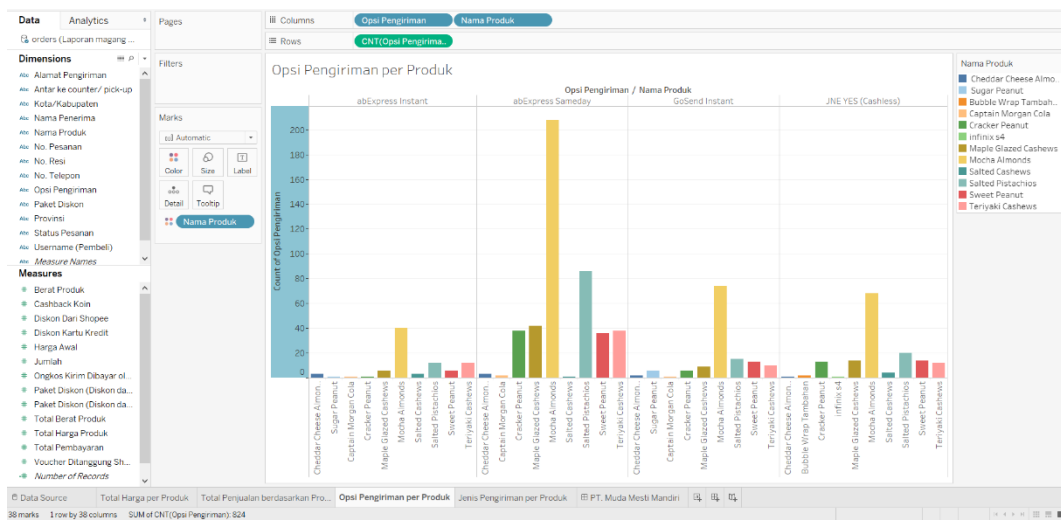 Data Analytics
orders (Laporan magang ...
Dimensions
Abc Alamat Pengiriman
Abc Antar ke counter/ pick-up
Abc Kota/Kabupaten
Abc Nama Penerima
Abc Nama Produk
Abc No. Pesanan
Abc No. Resi
Abc No. Telepon
Abc Opsi Pengiriman
Abc Paket Diskon
Abc Provinsi
Abc Status Pesanan
Abc Username (Pembeli)
Abc Measure Names
Measures
# Berat Produk
# Cashback Koin
# Diskon Dari Shopee
# Diskon Kartu Kredit
# Harga Awal
# Jumlah
# Ongkos Kirim Dibayar ol...
# Paket Diskon (Diskon da...
# Paket Diskon (Diskon da...
# Total Berat Produk
# Total Harga Produk
# Total Pembayaran
# Voucher Ditanggung Sh...
# Number of Records
Pages
Filters
Marks
Automatic
Color Size Label
Detail Tooltip
Nama Produk
Columns Opsi Pengiriman Nama Produk
Rows CNT(Opsi Pengirima..
Opsi Pengiriman per Produk
Opsi Pengiriman / Nama Produk
abExpress Instant abExpress Sameday GoSend Instant JNE YES (Cashless)
Count of Opsi Pengiriman
200
180
160
140
120
100
80
60
40
20
0
Cheddar Cheese Almon..
Sugar Peanut
Captain Morgan Cola
Cracker Peanut
Maple Glazed Cashews
Mocha Almonds
Salted Cashews
Salted Pistachios
Sweet Peanut
Teriyaki Cashews
Cheddar Cheese Almon..
Captain Morgan Cola
Cracker Peanut
Maple Glazed Cashews
Mocha Almonds
Salted Cashews
Salted Pistachios
Sweet Peanut
Teriyaki Cashews
Cheddar Cheese Almon..
Sugar Peanut
Captain Morgan Cola
Cracker Peanut
Maple Glazed Cashews
Mocha Almonds
Salted Pistachios
Sweet Peanut
Teriyaki Cashews
Cheddar Cheese Almon..
Bubble Wrap Tambahan
Cracker Peanut
infinix s4
Maple Glazed Cashews
Mocha Almonds
Salted Cashews
Salted Pistachios
Sweet Peanut
Teriyaki Cashews
Nama Produk
Cheddar Cheese Almo..
Sugar Peanut
Bubble Wrap Tambah..
Captain Morgan Cola
Cracker Peanut
infinix s4
Maple Glazed Cashews
Mocha Almonds
Salted Cashews
Salted Pistachios
Sweet Peanut
Teriyaki Cashews
Data Source Total Harga per Produk Total Penjualan berdasarkan Pro... Opsi Pengiriman per Produk Jenis Pengiriman per Produk PT. Muda Mesti Mandiri
38 marks 1 row by 38 columns SUM of CNT(Opsi Pengiriman): 824